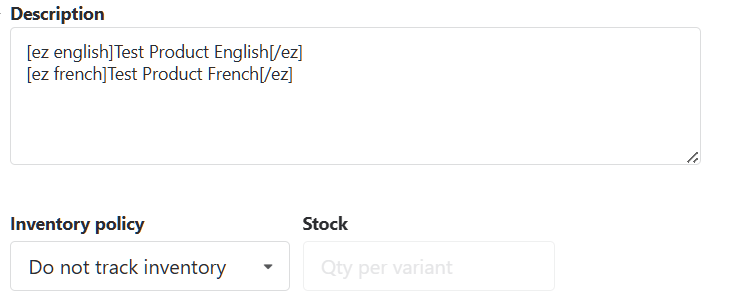 Description
[ez english]Test Product English[/ez]
[ez french]Test Product French[/ez]
Inventory policy
Stock
Do not track inventory
Qty per variant